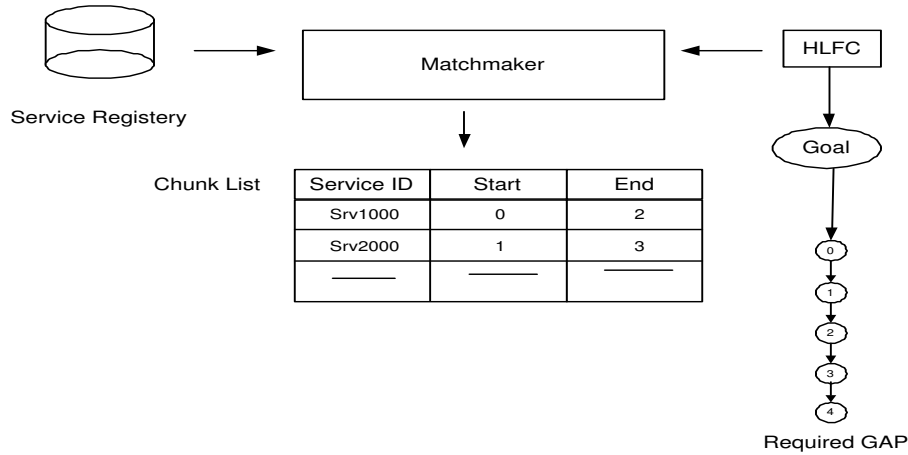 HLFC
Matchmaker
Service Registery
Goal
Chunk List
Service ID Start End
Srv1000 0 2
Srv2000 1 3
0
1
2
3
4
Required GAP